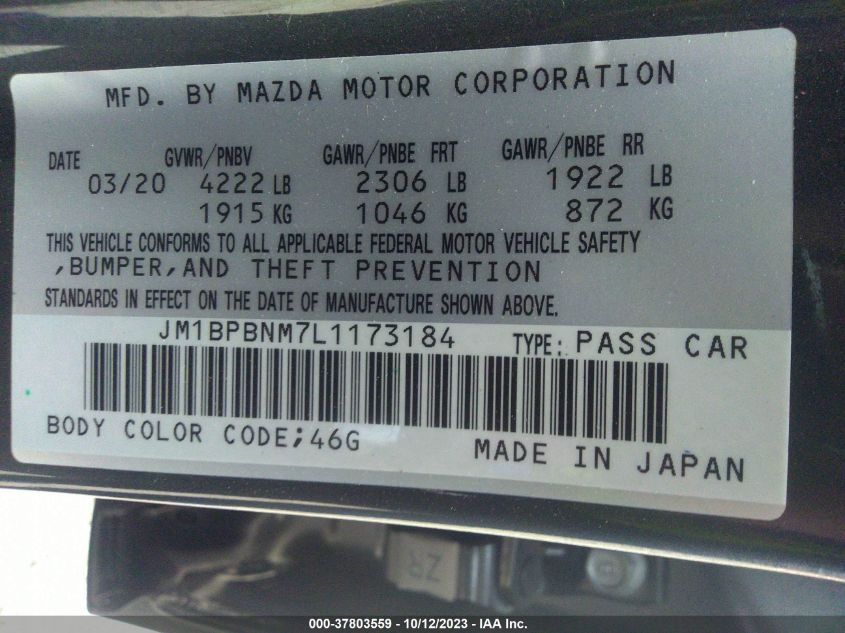 MFD. BY MAZDA MOTOR CORPORATION
DATE GVWR/PNBV GAWR/PNBE FRT GAWR/PNBE RR
03/20 4222 LB 2306 LB 1922 LB
1915 KG 1046 KG 872 KG
THIS VEHICLE CONFORMS TO ALL APPLICABLE FEDERAL MOTOR VEHICLE SAFETY
,BUMPER,AND THEFT PREVENTION
STANDARDS IN EFFECT ON THE DATE OF MANUFACTURE SHOWN ABOVE.
JM1BPBNM7L1173184 TYPE: PASS CAR
BODY COLOR CODE;46G
MADE IN JAPAN
ZR
000-37803559 - 10/12/2023 - IAA Inc.